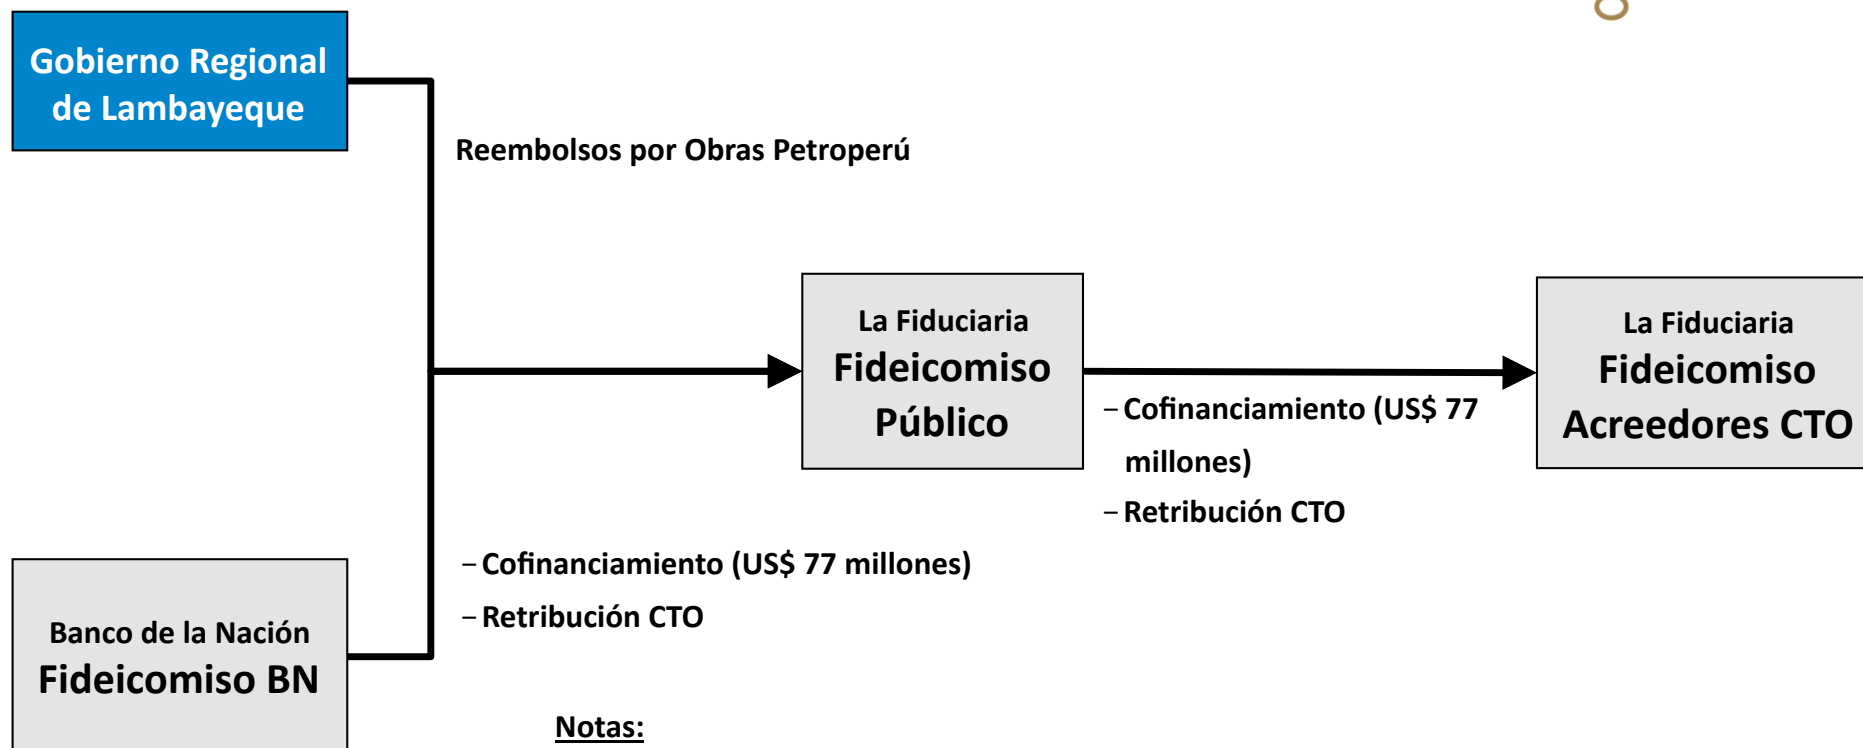 Gobierno Regional
de Lambayeque
Reembolsos por Obras Petroperú
La Fiduciaria
Fideicomiso
Público
– Cofinanciamiento (US$ 77
millones)
– Retribución CTO
La Fiduciaria
Fideicomiso
Acreedores CTO
– Cofinanciamiento (US$ 77 millones)
– Retribución CTO
Banco de la Nación
Fideicomiso BN
Notas: